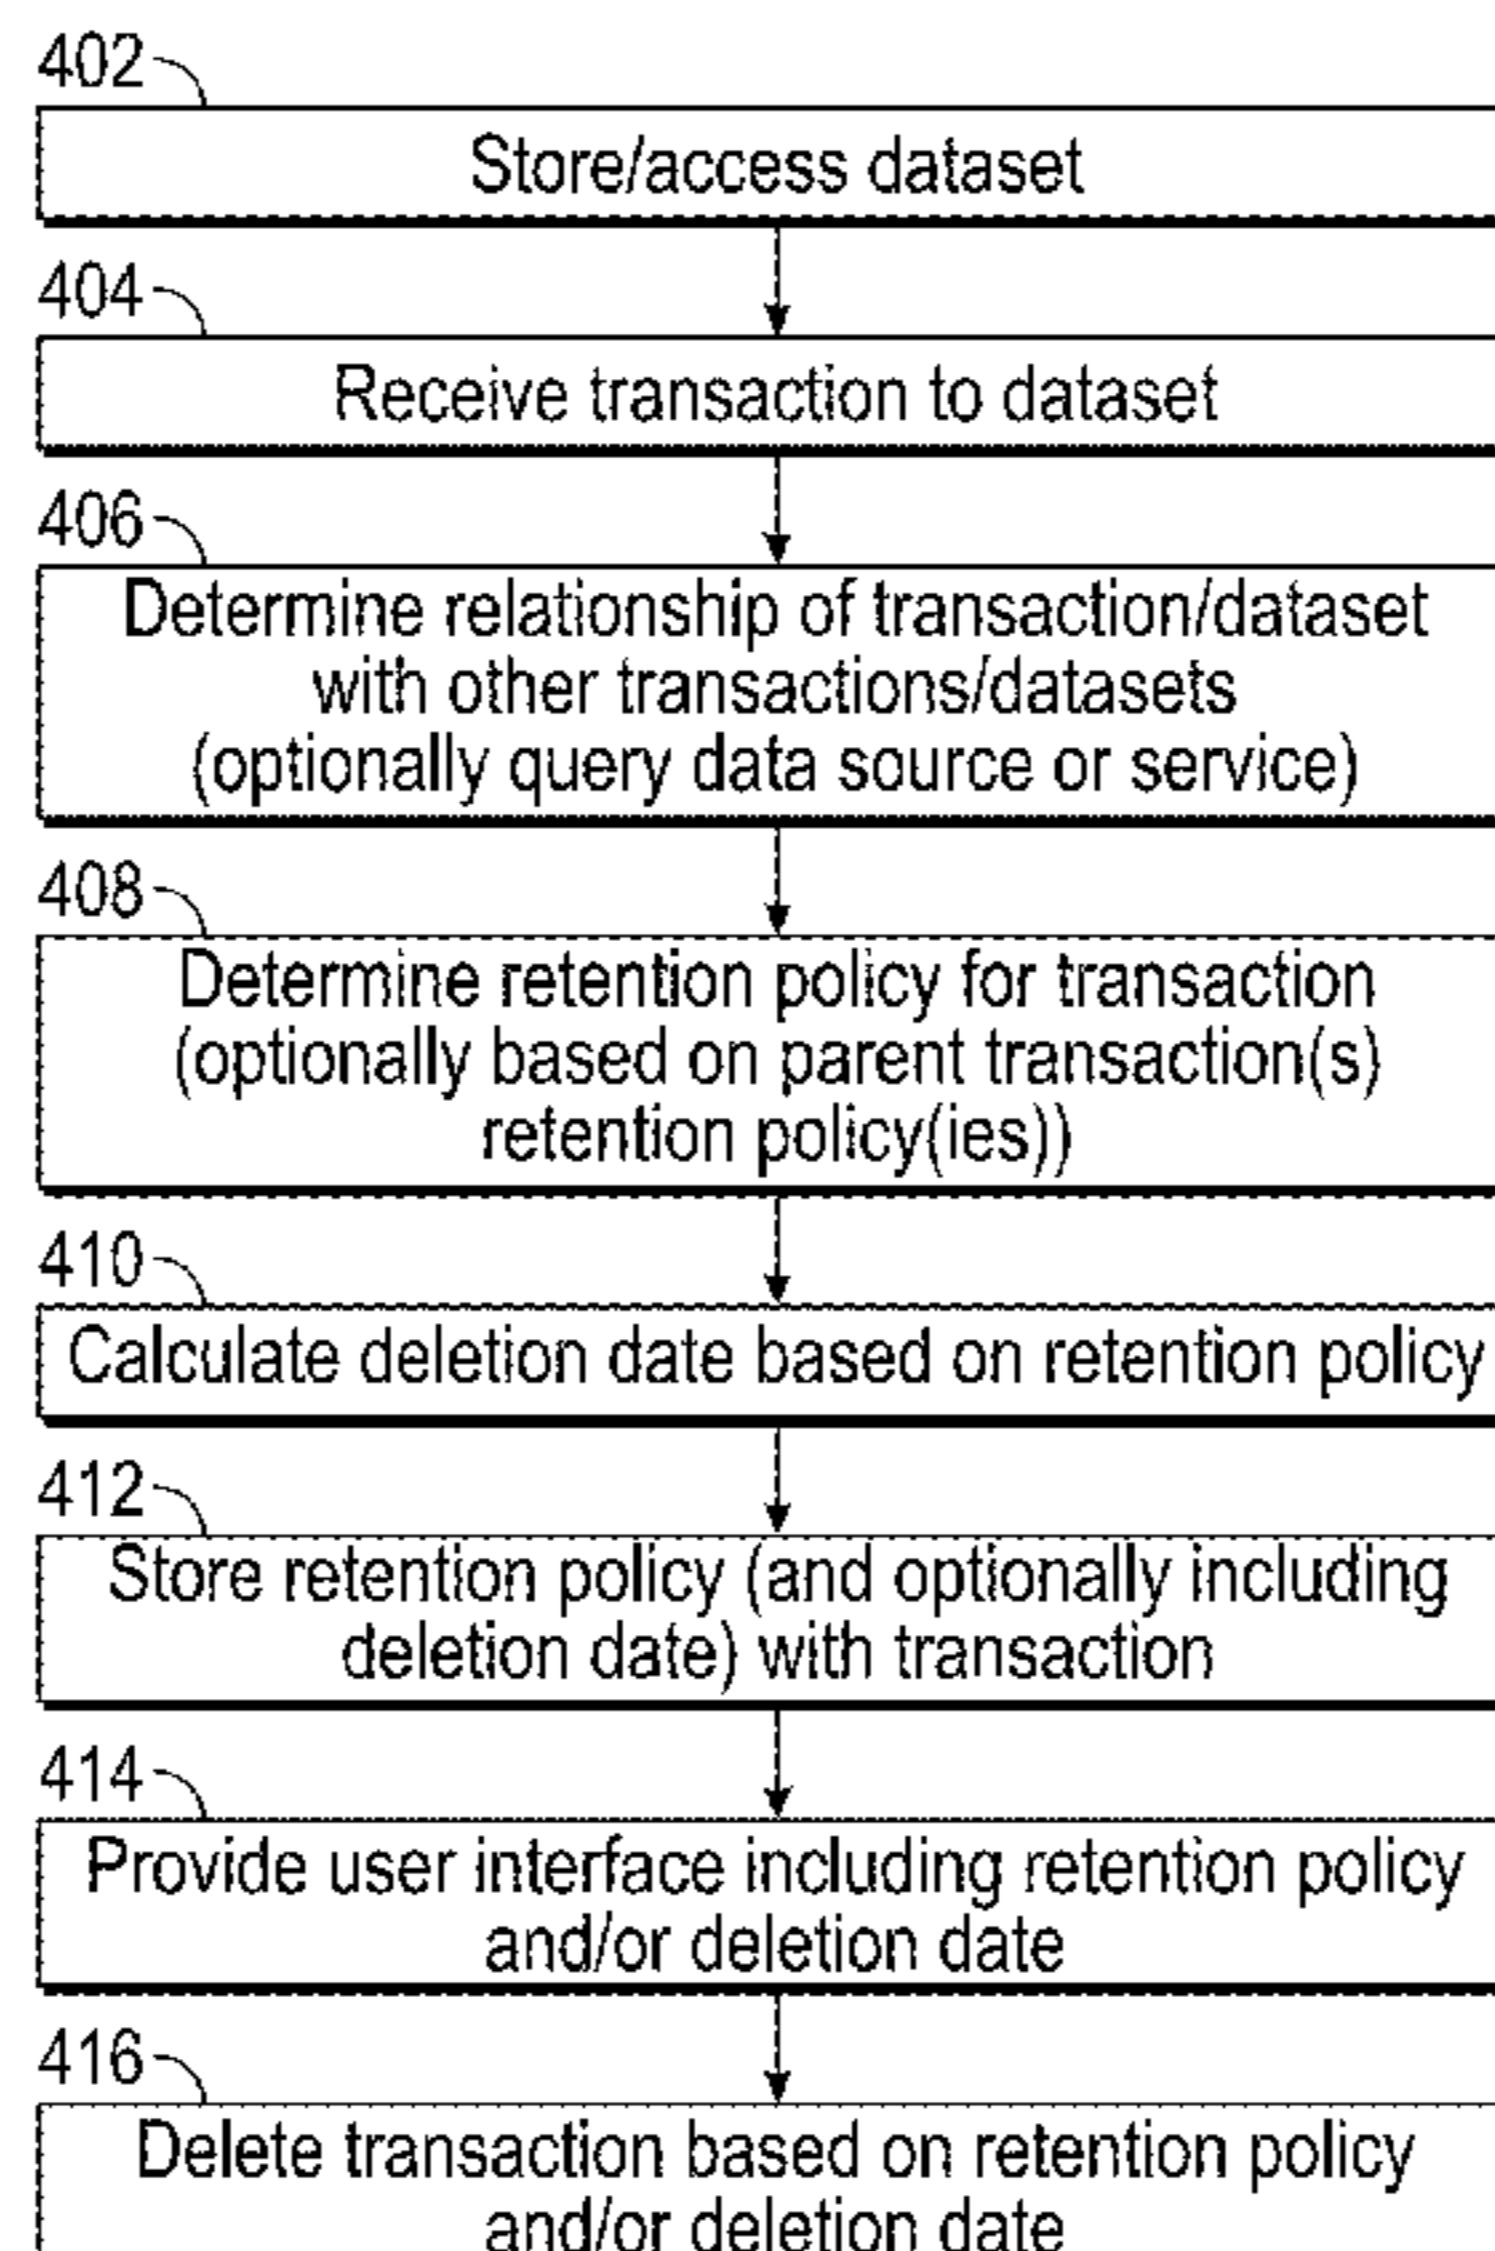 402
Store/access dataset
404
Receive transaction to dataset
406
Determine relationship of transaction/dataset
with other transactions/datasets
(optionally query data source or service)
408
Determine retention policy for transaction
(optionally based on parent transaction(s)
retention policy(ies))
410
Calculate deletion date based on retention policy
412
Store retention policy (and optionally including
deletion date) with transaction
414
Provide user interface including retention policy
and/or deletion date
416
Delete transaction based on retention policy
and/or deletion date